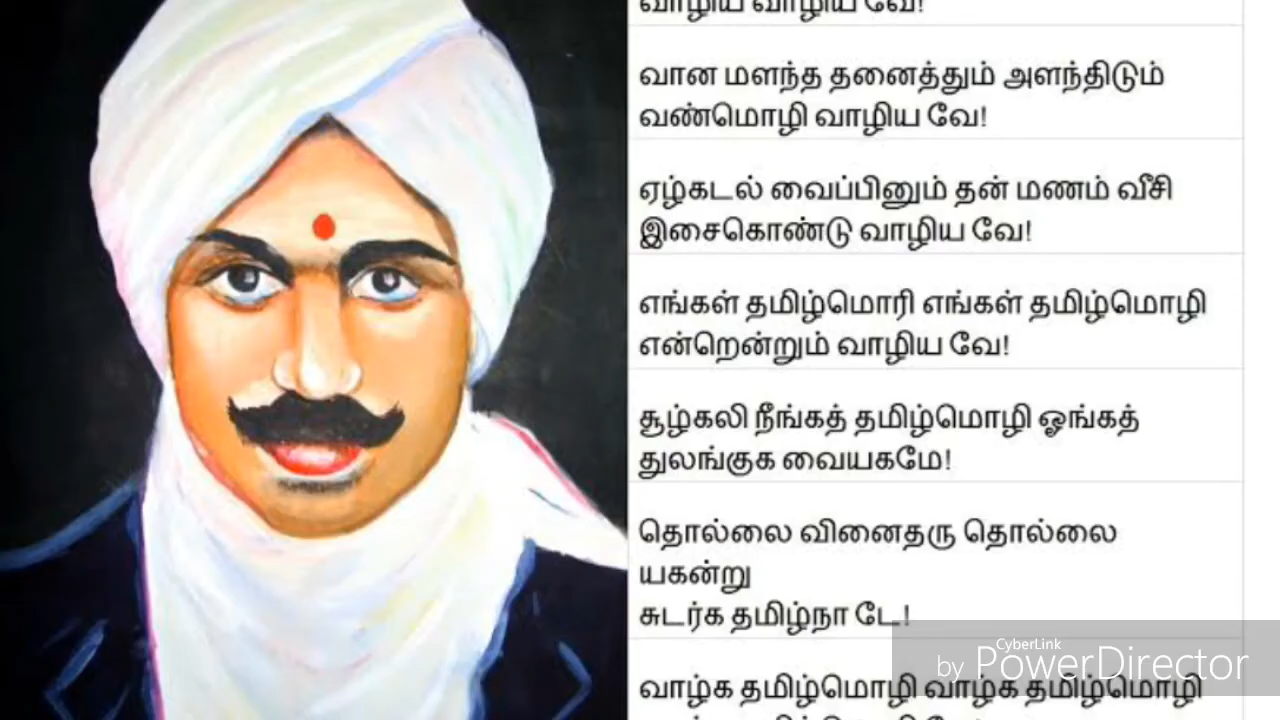 வாழிய வாழிய வே!
வான மளந்த தனைத்தும் அளந்திடும்
வண்மொழி வாழிய வே!
ஏழ்கடல் வைப்பினும் தன் மணம் வீசி
இசைகொண்டு வாழிய வே!
எங்கள் தமிழ்மொரி எங்கள் தமிழ்மொழி
என்றென்றும் வாழிய வே!
சூழ்கலி நீங்கத் தமிழ்மொழி ஓங்கத்
துலங்குக வையகமே!
தொல்லை வினைதரு தொல்லை
யகன்று
சுடர்க தமிழ்நா டே!
வாழ்க தமிழ்மொழி வாழ்க தமிழ்மொழி
CyberLink
by PowerDirector